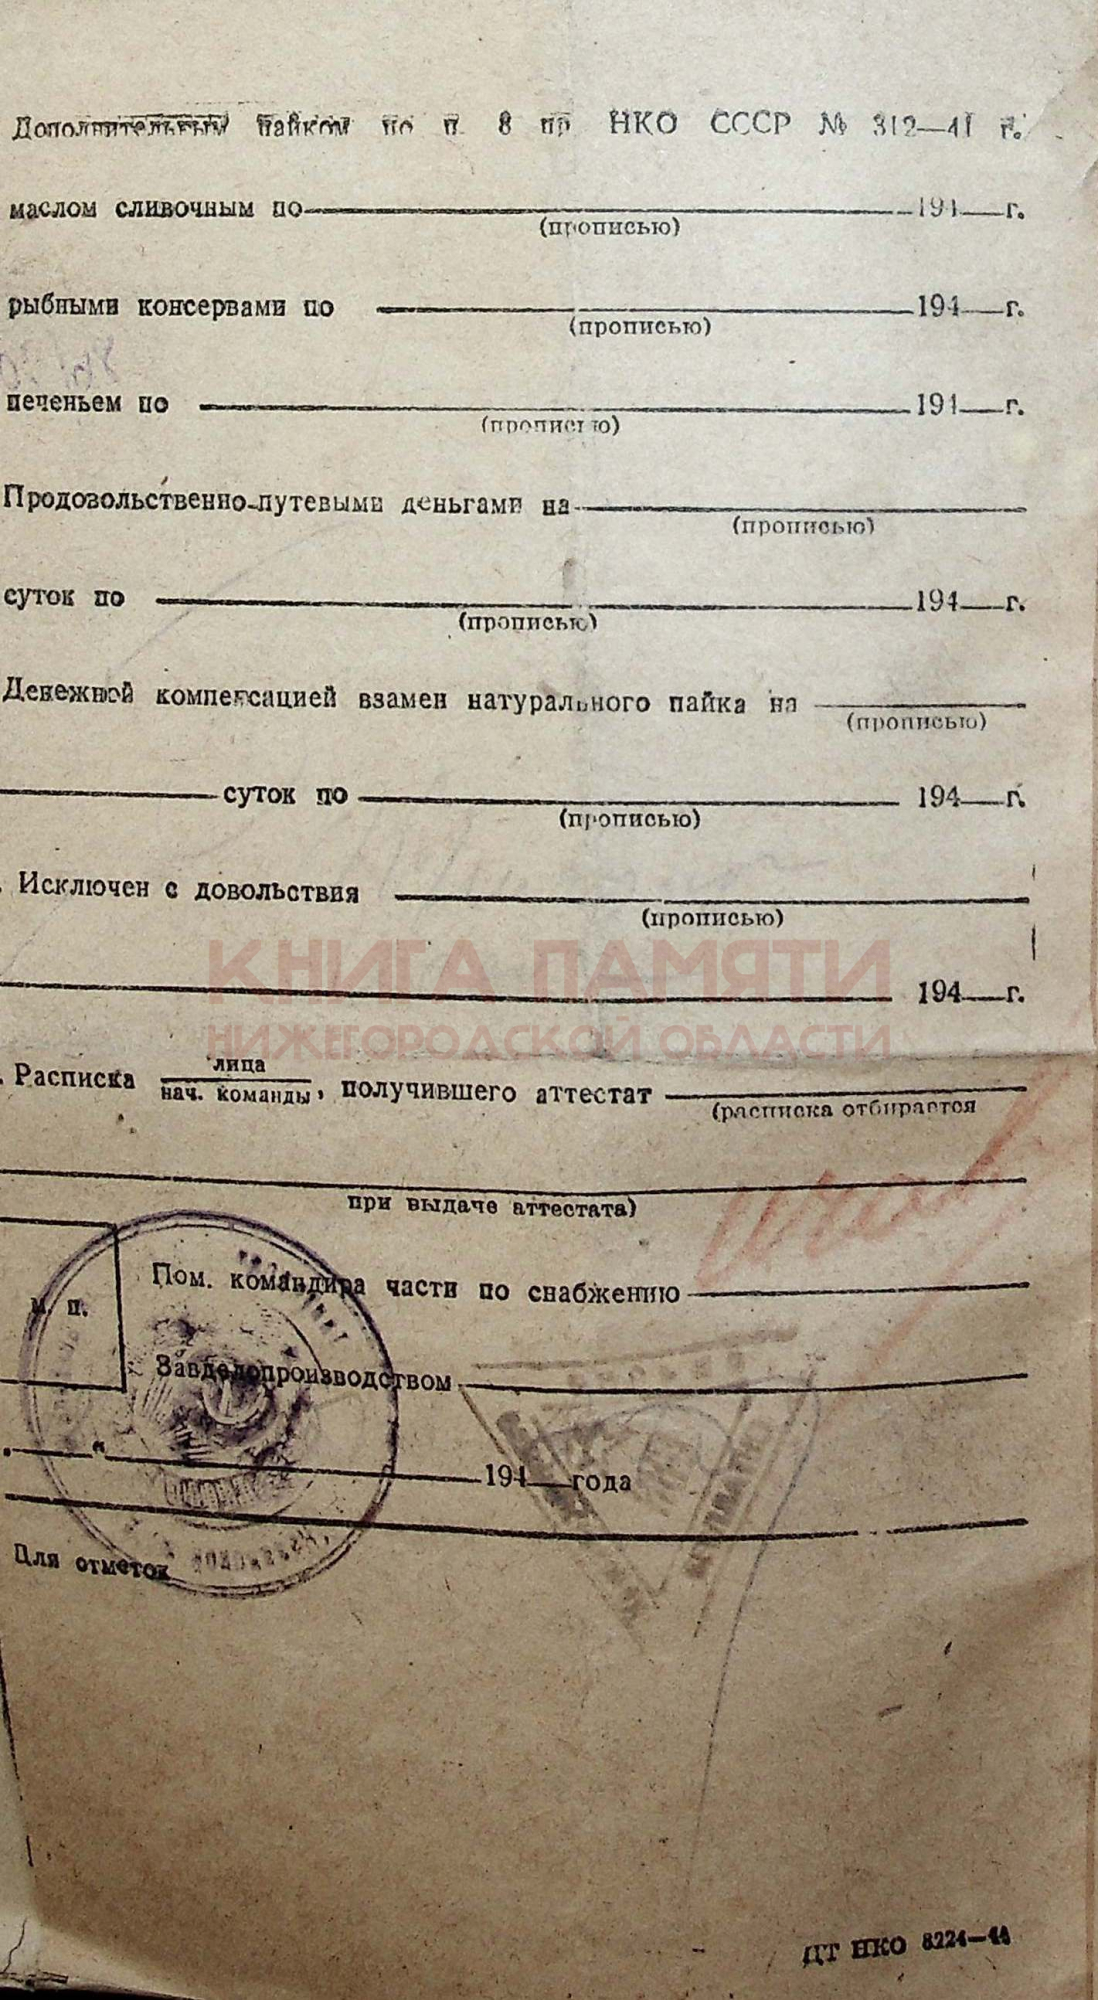 Дополнительным пайком по п. 8 пр НКО СССР № 312—41 г.
маслом сливочным по 194 г.
(прописью)
рыбными консервами по 194 г.
(прописью)
печеньем по 194 г.
(прописью)
Продовольственно-путевыми деньгами на
(прописью)
суток по 194 г.
(прописью)
Денежной компенсацией взамен натурального пайка на
(прописью)
суток по 194 г.
(прописью)
. Исключен с довольствия
(прописью)
КНИГА ПАМЯТИ
194 г.
НИЖЕГОРОДСКОЙ ОБЛАСТИ
. Расписка лица
нач. команды, получившего аттестат
(расписка отбирается
при выдаче аттестата)
Пом. командира части по снабжению
м. п.
Завделопроизводством
" 194 года
Для отметок
ЦТ НКО 8224—44